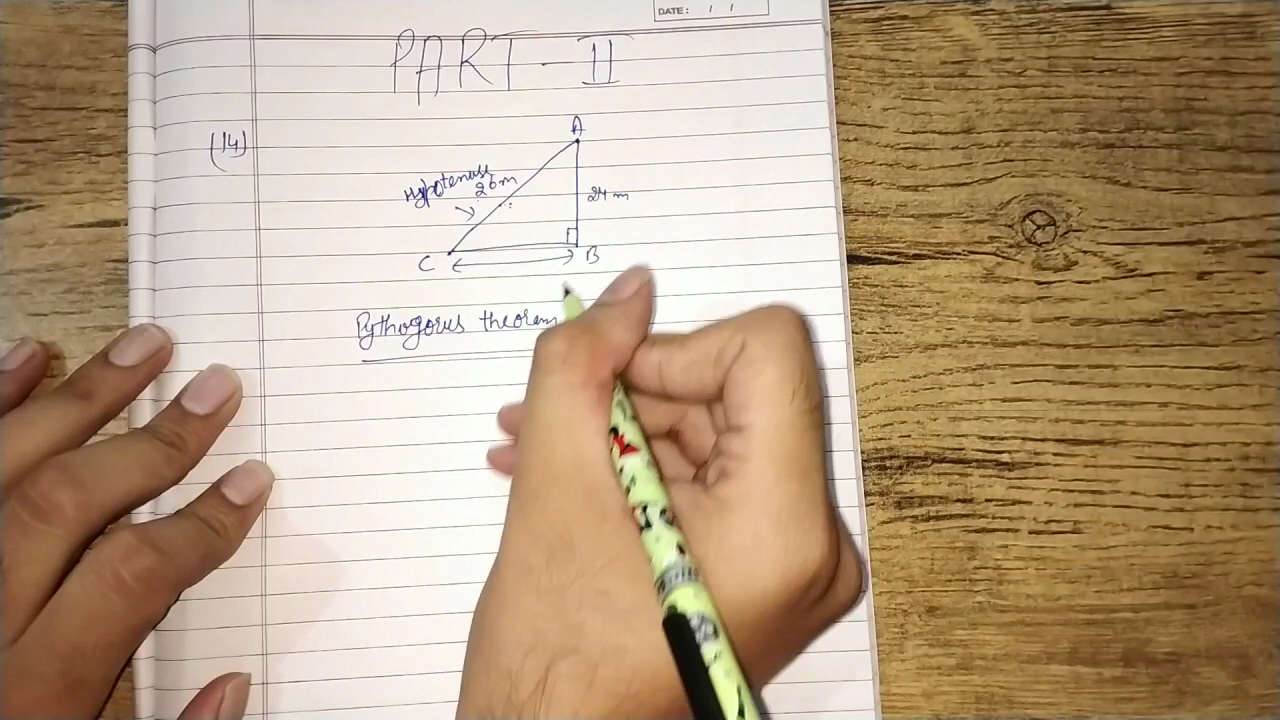 DATE: / /
PART-II
(14)
A
Hypotenuse
26m
24 m
C
B
Pythogorus theorem